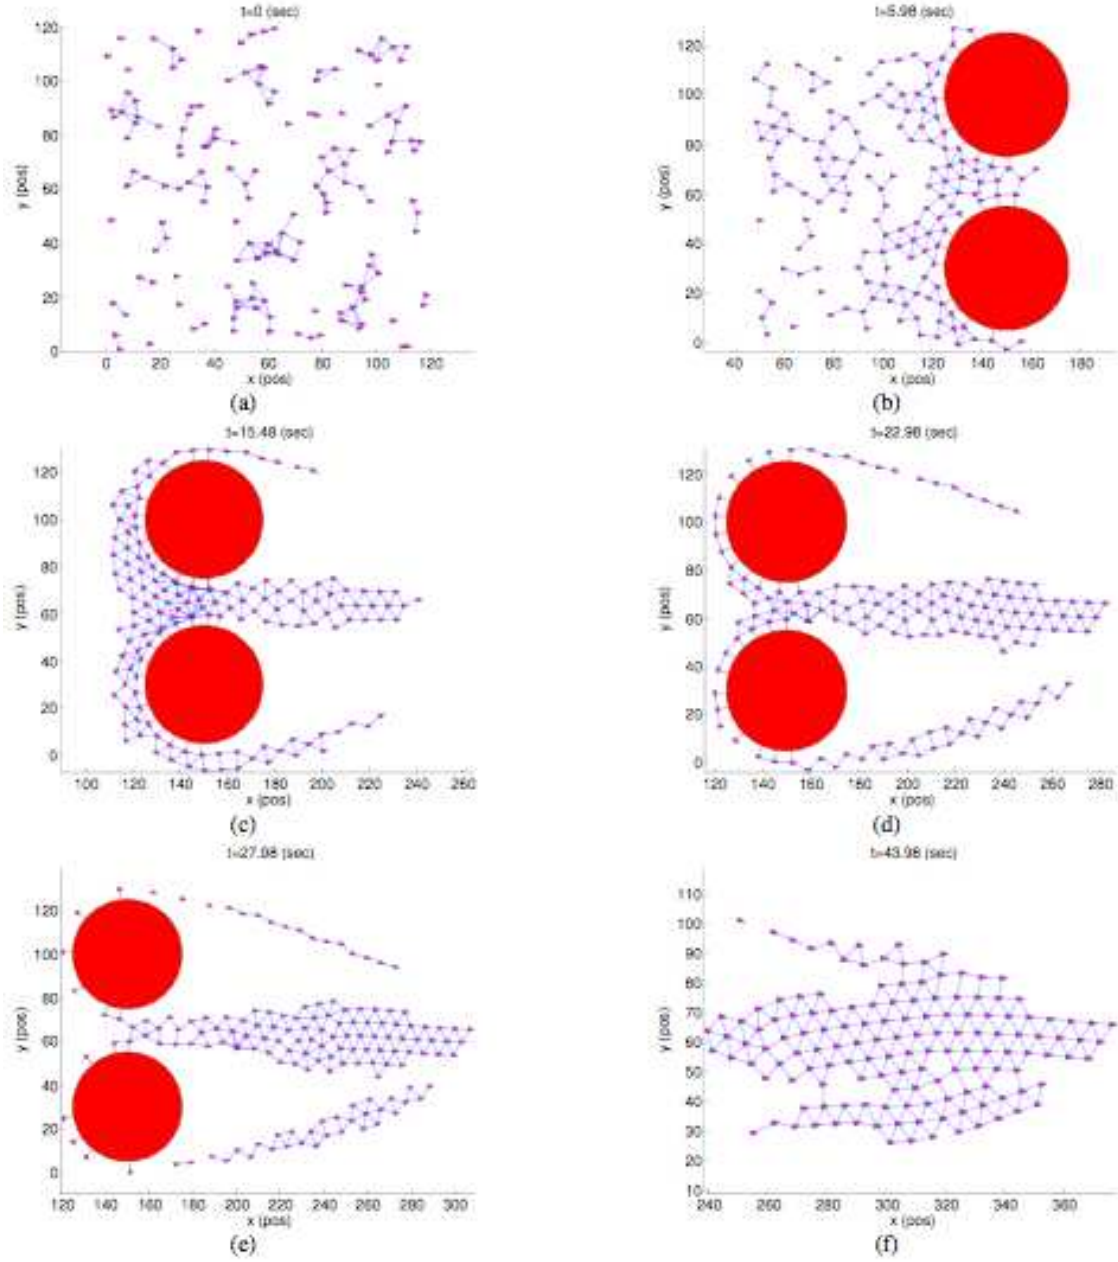 t=0 (sec)
120
100
80
60
40
20
0
y (pos)
0 20 40 60 80 100 120
x (pos)
(a)
t=5.98 (sec)
120
100
80
60
40
20
0
y (pos)
40 60 80 100 120 140 160 180
x (pos)
(b)
t=15.48 (sec)
120
100
80
60
40
20
0
y (pos)
100 120 140 160 180 200 220 240 260
x (pos)
(c)
t=22.98 (sec)
120
100
80
60
40
20
0
y (pos)
120 140 160 180 200 220 240 260 280
x (pos)
(d)
t=27.98 (sec)
120
100
80
60
40
20
0
y (pos)
120 140 160 180 200 220 240 260 280 300
x (pos)
(e)
t=43.98 (sec)
110
100
90
80
70
60
50
40
30
20
10
y (pos)
240 260 280 300 320 340 360
x (pos)
(f)